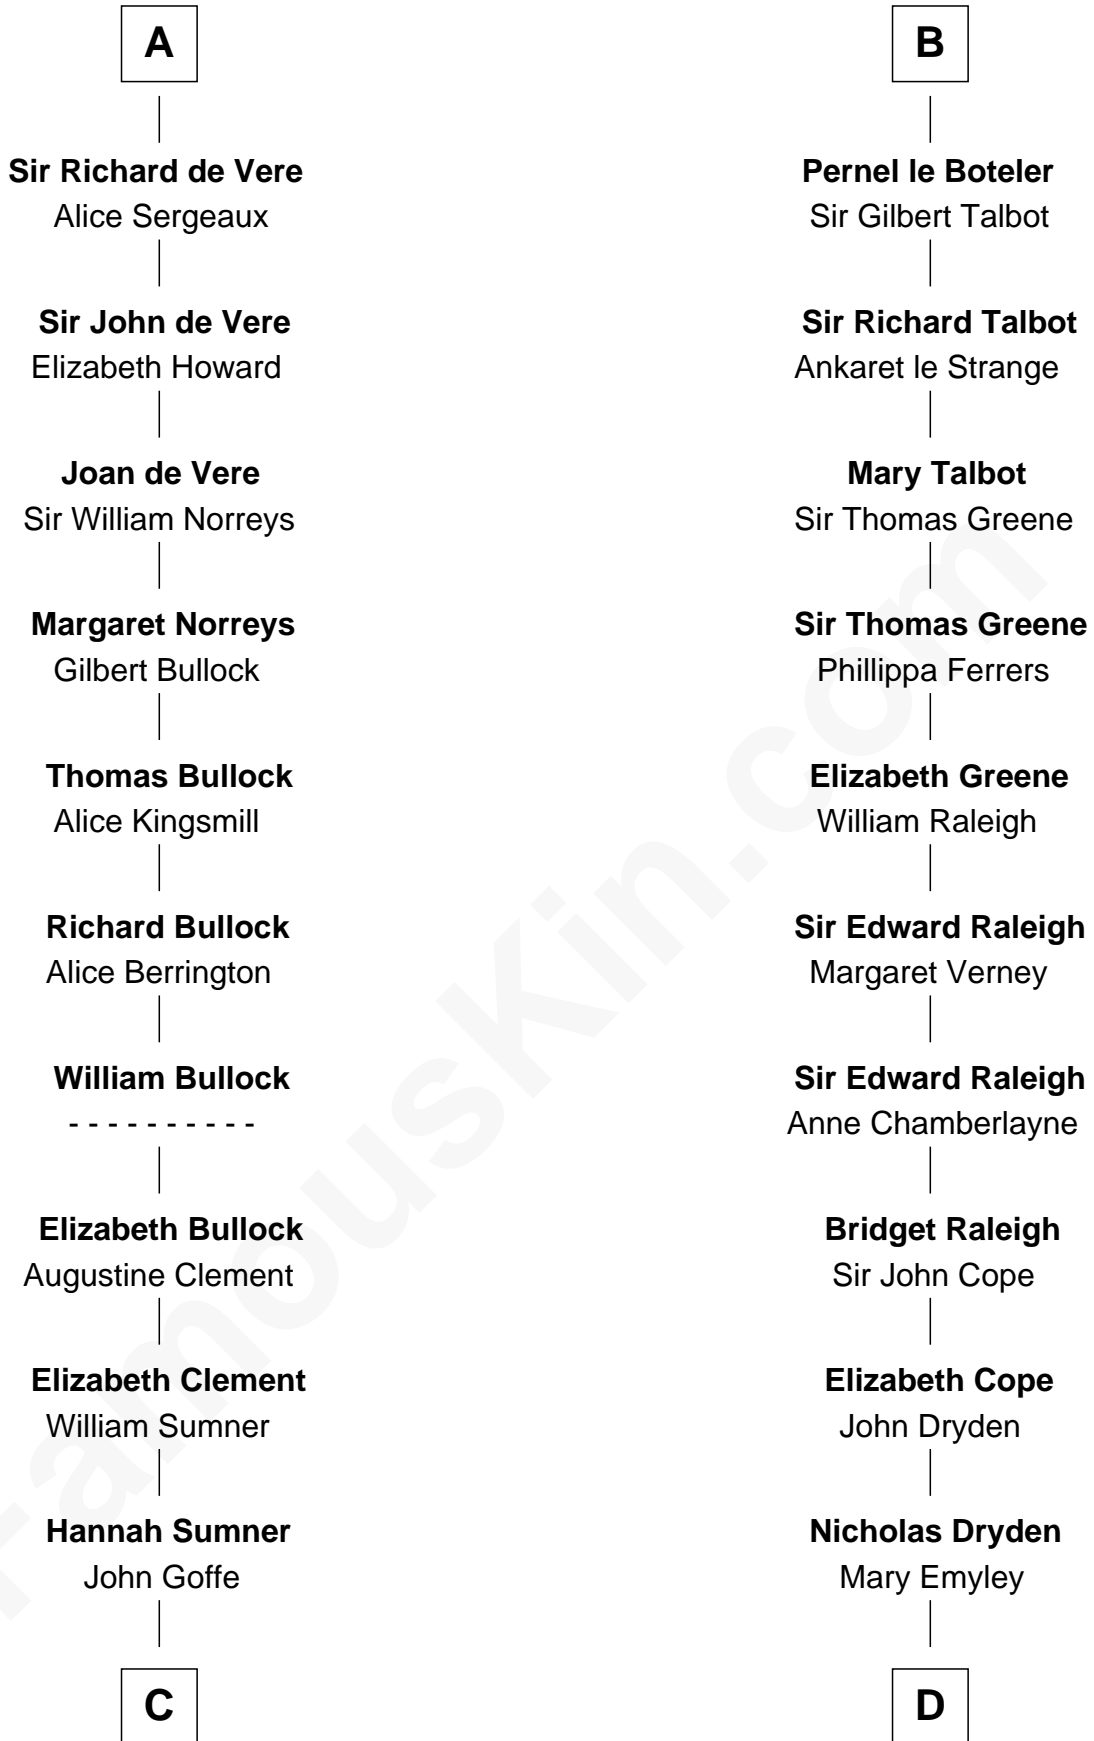 A
Sir Richard de Vere
Alice Sergeaux
Sir John de Vere
Elizabeth Howard
Joan de Vere
Sir William Norreys
Margaret Norreys
Gilbert Bullock
Thomas Bullock
Alice Kingsmill
Richard Bullock
Alice Berrington
William Bullock
- - - - - - - - - -
Elizabeth Bullock
Augustine Clement
Elizabeth Clement
William Sumner
Hannah Sumner
John Goffe
C
B
Pernel le Boteler
Sir Gilbert Talbot
Sir Richard Talbot
Ankaret le Strange
Mary Talbot
Sir Thomas Greene
Sir Thomas Greene
Phillippa Ferrers
Elizabeth Greene
William Raleigh
Sir Edward Raleigh
Margaret Verney
Sir Edward Raleigh
Anne Chamberlayne
Bridget Raleigh
Sir John Cope
Elizabeth Cope
John Dryden
Nicholas Dryden
Mary Emyley
D
FamousKin.com